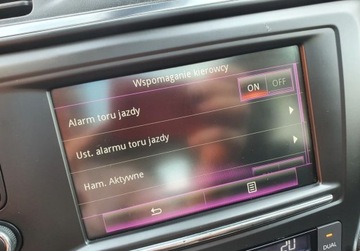 Wspomaganie kierowcy
Alarm toru jazdy ON OFF
Ust. alarmu toru jazdy
Ham. Aktywne
DUAL